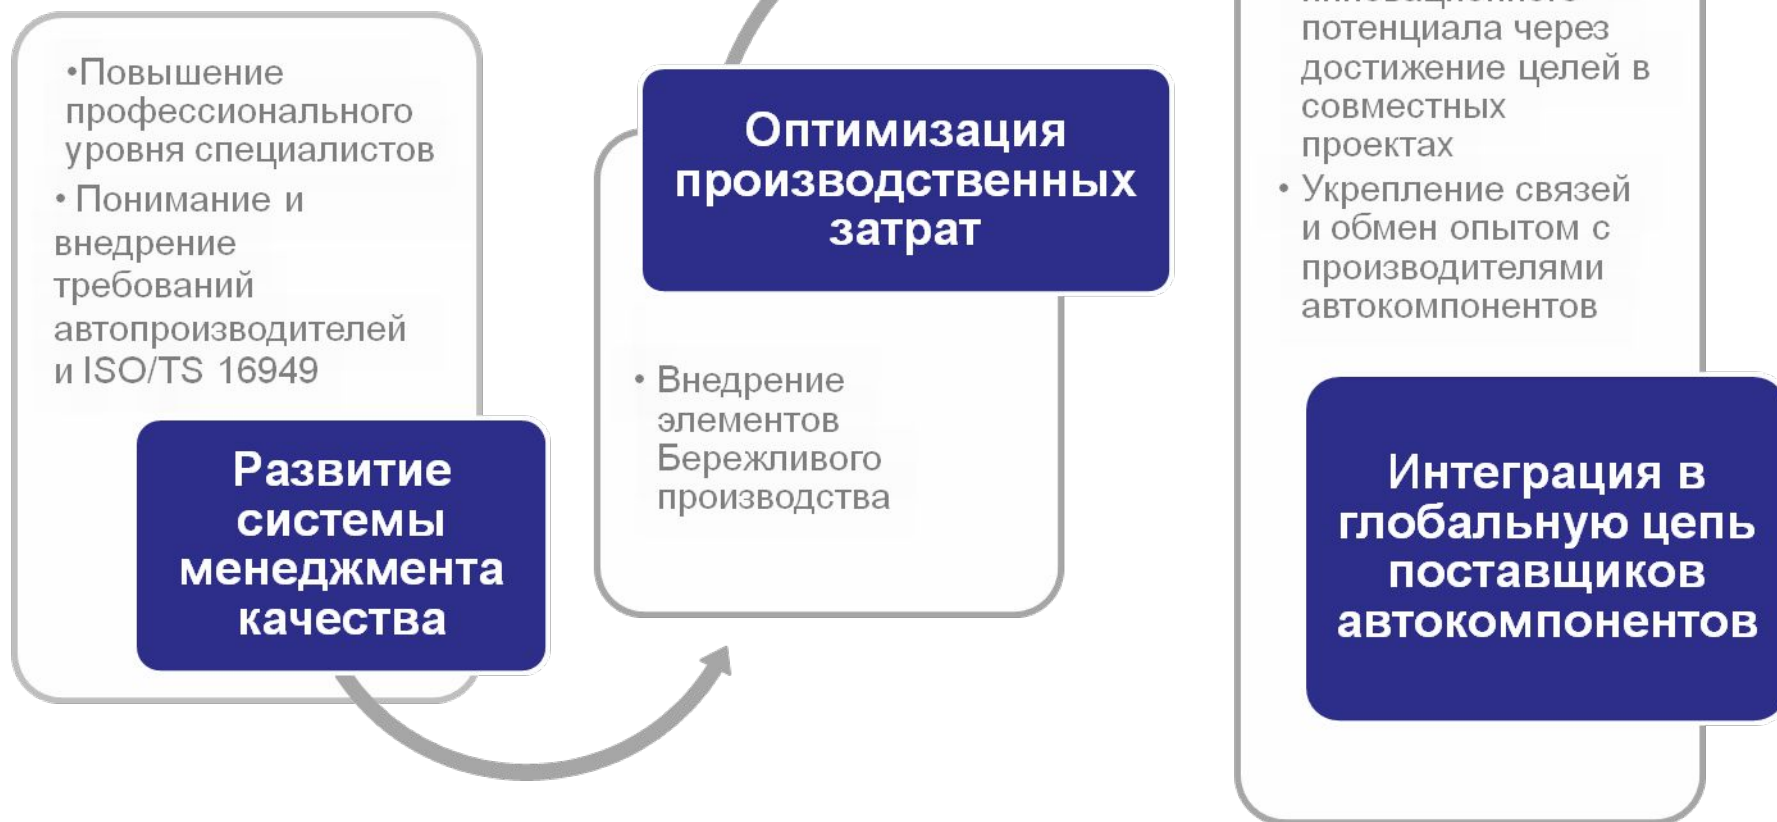 •Повышение
профессионального
уровня специалистов
• Понимание и
внедрение
требований
автопроизводителей
и ISO/TS 16949
Развитие
системы
менеджмента
качества
Оптимизация
производственных
затрат
• Внедрение
элементов
Бережливого
производства
потенциала через
достижение целей в
совместных
проектах
• Укрепление связей
и обмен опытом с
производителями
автокомпонентов
Интеграция в
глобальную цепь
поставщиков
автокомпонентов